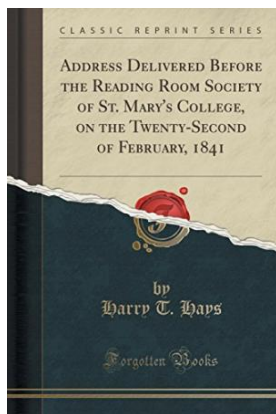 CLASSIC REPRINT SERIES
ADDRESS DELIVERED BEFORE
THE READING ROOM SOCIETY
OF ST. MARY'S COLLEGE,
ON THE TWENTY-SECOND
OF FEBRUARY, 1841
by
Harry T. Hays
Forgotten Books